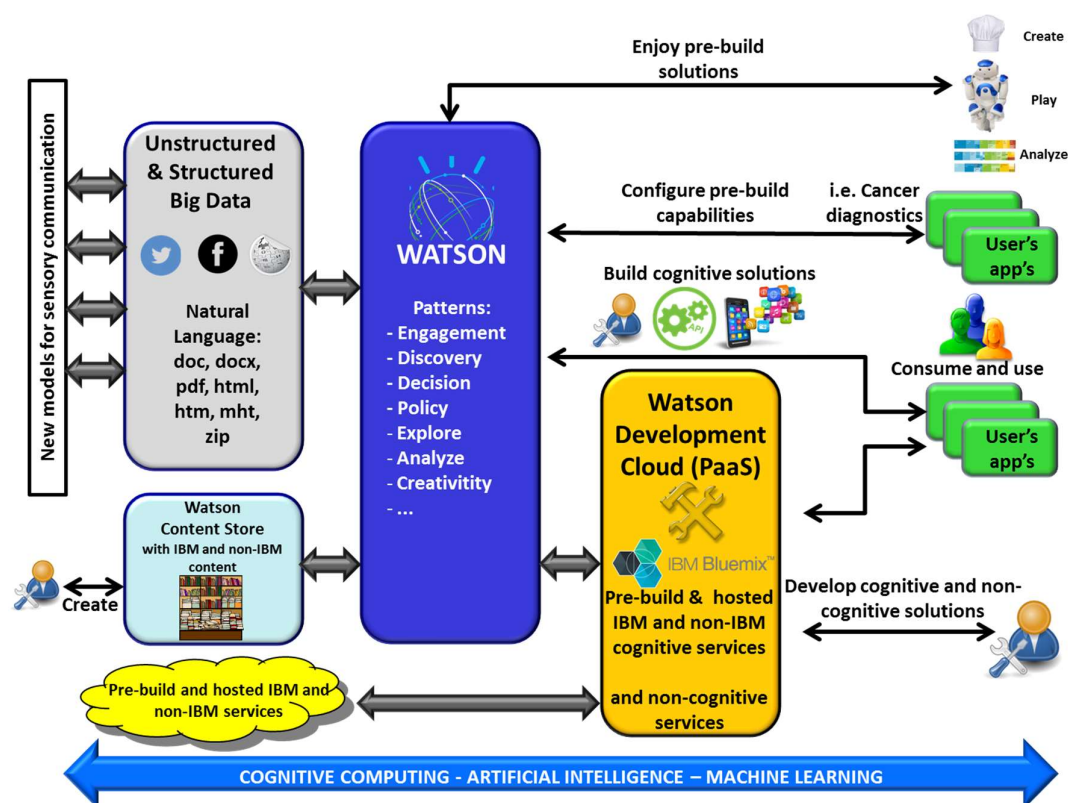 Enjoy pre-build
solutions
Create
Play
Analyze
New models for sensory communication
Unstructured
& Structured
Big Data
Natural
Language:
doc, docx,
pdf, html,
htm, mht,
zip
WATSON
Patterns:
- Engagement
- Discovery
- Decision
- Policy
- Explore
- Analyze
- Creativitity
- ...
Configure pre-build
capabilities
i.e. Cancer
diagnostics
User's
app's
Build cognitive solutions
API
Consume and use
User's
app's
Watson
Development
Cloud (PaaS)
IBM Bluemix™
Pre-build & hosted
IBM and non-IBM
cognitive services
and non-cognitive
services
Watson
Content Store
with IBM and non-IBM
content
Create
Develop cognitive and non-
cognitive solutions
Pre-build and hosted IBM and
non-IBM services
COGNITIVE COMPUTING - ARTIFICIAL INTELLIGENCE – MACHINE LEARNING